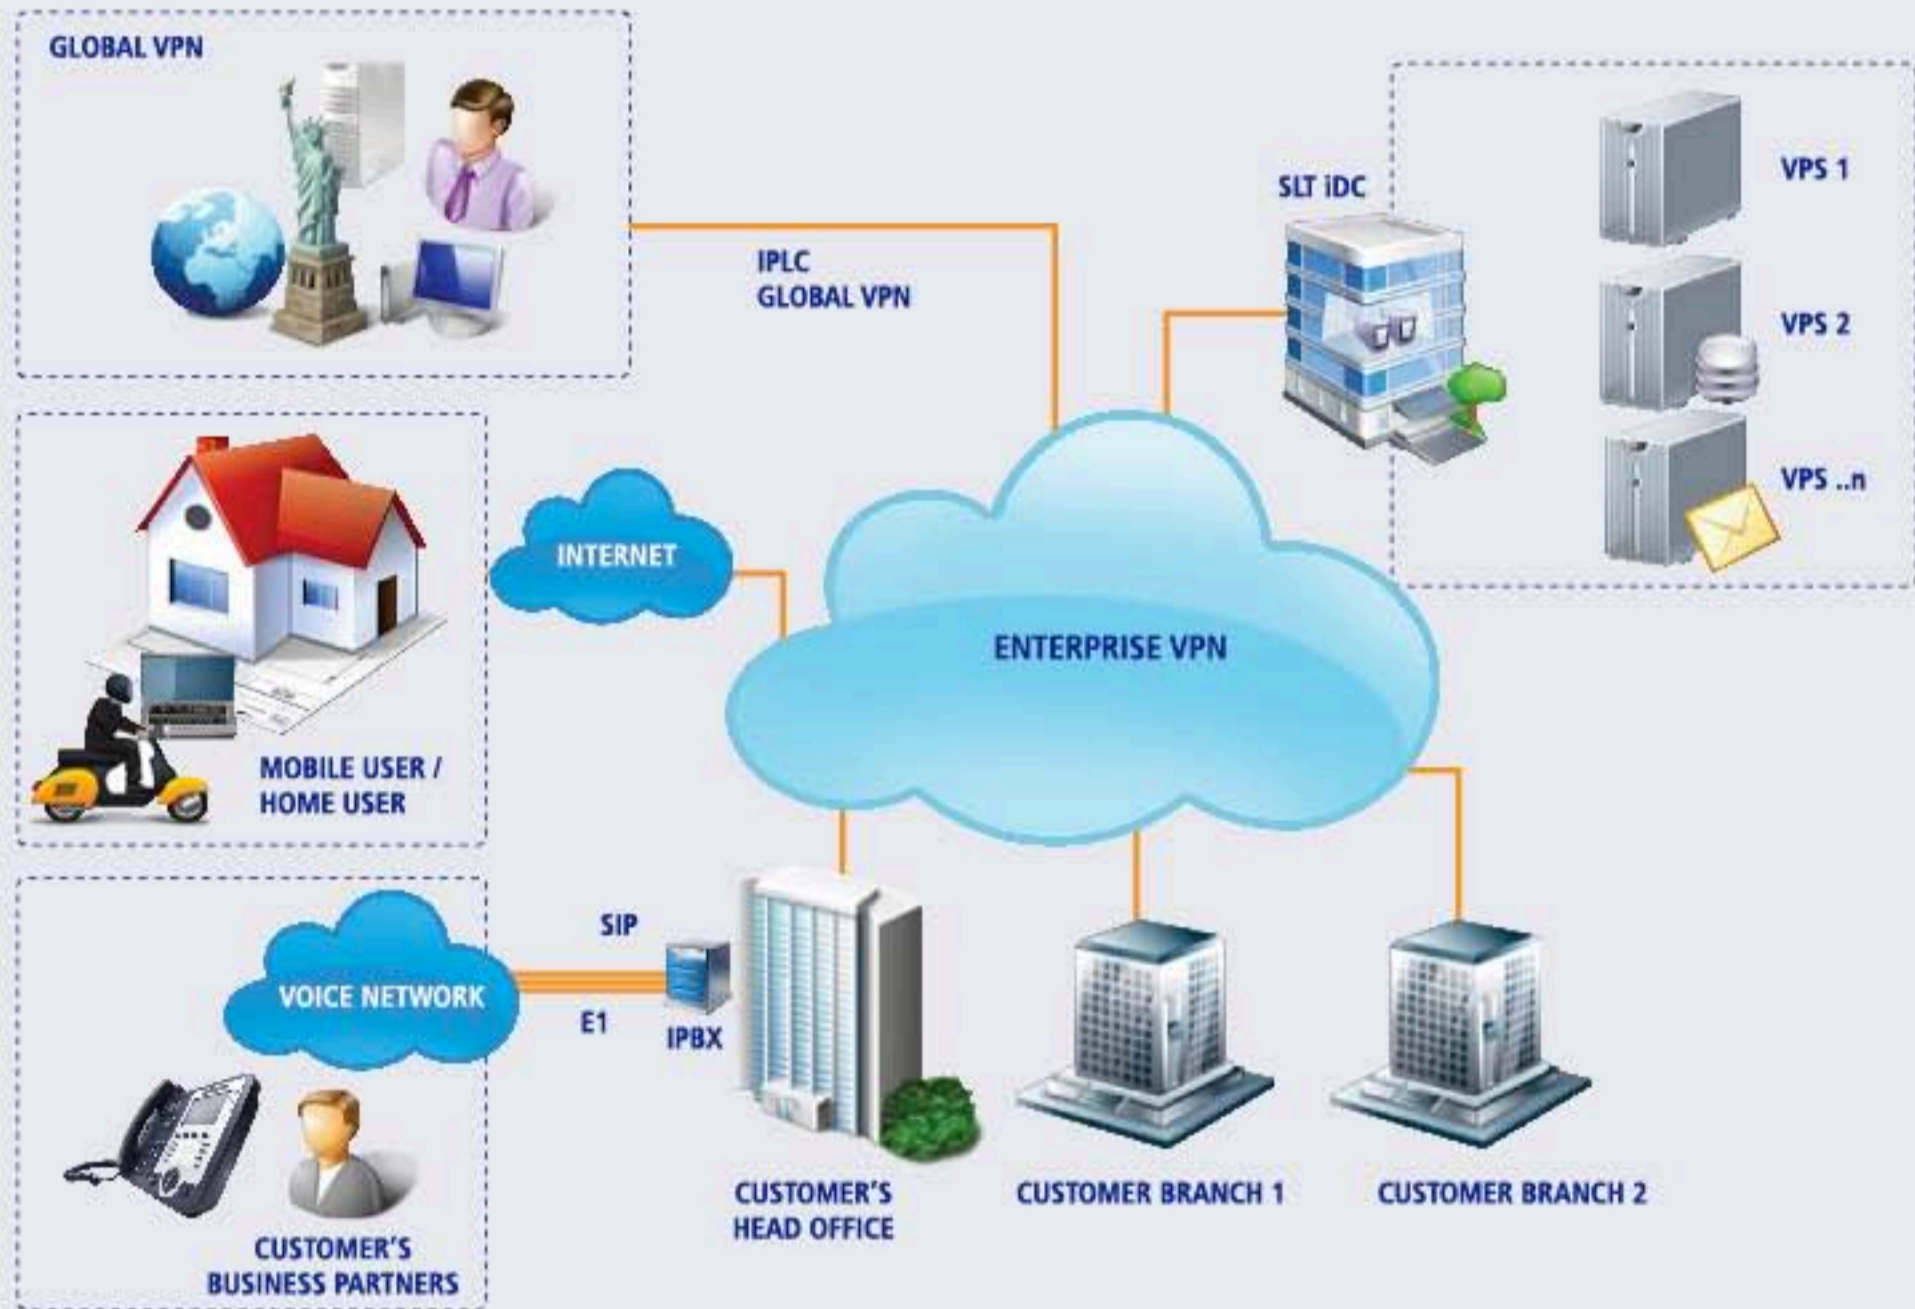 GLOBAL VPN
IPLC
GLOBAL VPN
SLT iDC
VPS 1
VPS 2
VPS ..n
INTERNET
ENTERPRISE VPN
MOBILE USER /
HOME USER
VOICE NETWORK
SIP
E1
IPBX
CUSTOMER'S
BUSINESS PARTNERS
CUSTOMER'S
HEAD OFFICE
CUSTOMER BRANCH 1
CUSTOMER BRANCH 2